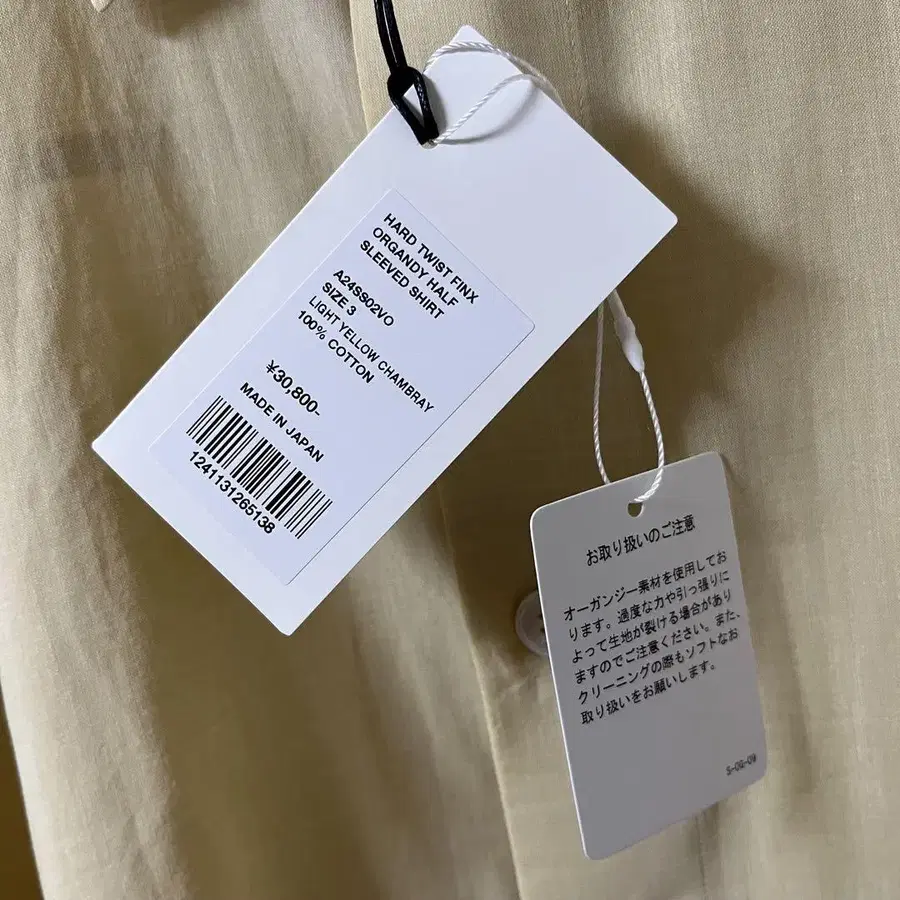 HARD TWIST FINX
ORGANDY HALF
SLEEVED SHIRT
A24SS02VO
SIZE 3
LIGHT YELLOW CHAMBRAY
100% COTTON
¥30,800-
MADE IN JAPAN
1241131265138
お取り扱いのご注意
オーガンジー素材を使用してお
ります。過度な力や引っ張りに
よって生地が裂ける場合があり
ますのでご注意ください。また、
クリーニングの際もソフトなお
取り扱いをお願いします。
S-OG-09